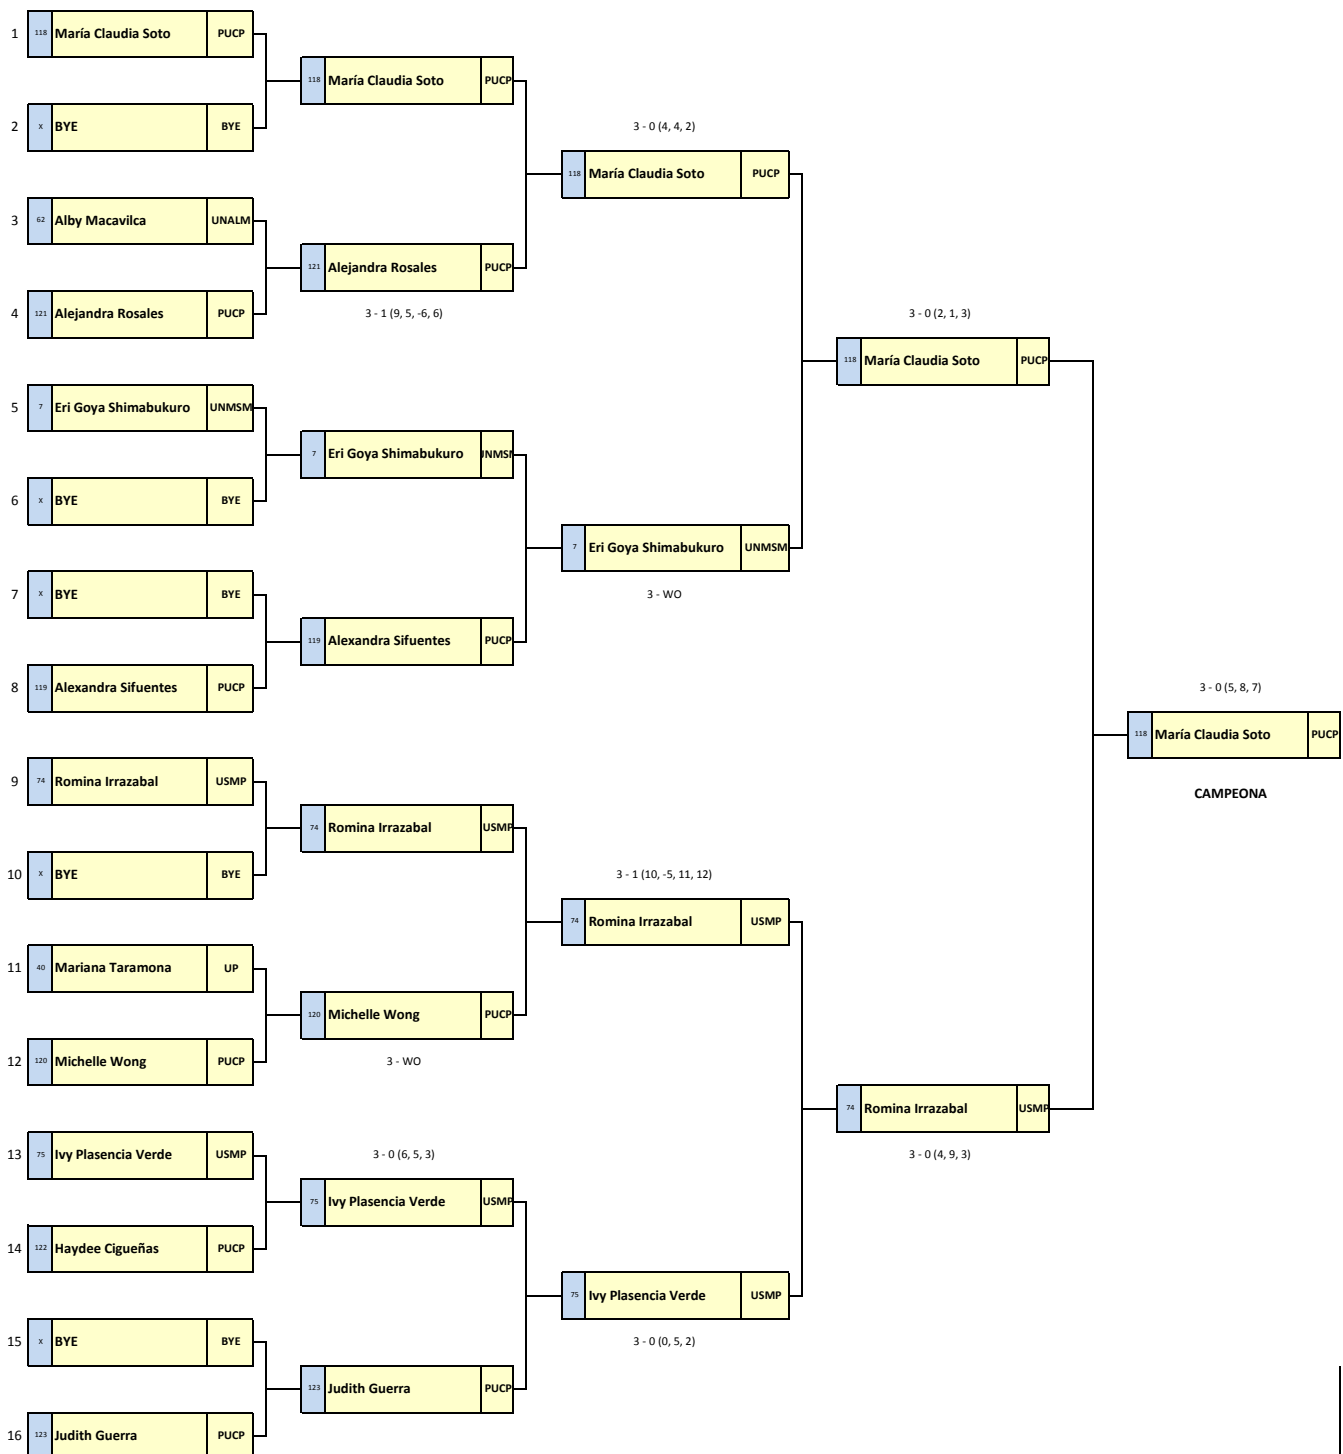 1 118 María Claudia Soto PUCP
118 María Claudia Soto PUCP
2 x BYE BYE
3 - 0 (4, 4, 2)
118 María Claudia Soto PUCP
3 62 Alby Macavilca UNALM
121 Alejandra Rosales PUCP
4 121 Alejandra Rosales PUCP
3 - 1 (9, 5, -6, 6)
3 - 0 (2, 1, 3)
118 María Claudia Soto PUCP
5 7 Eri Goya Shimabukuro UNMSM
7 Eri Goya Shimabukuro UNMSM
6 x BYE BYE
7 Eri Goya Shimabukuro UNMSM
7 x BYE BYE
3 - WO
119 Alexandra Sifuentes PUCP
8 119 Alexandra Sifuentes PUCP
3 - 0 (5, 8, 7)
118 María Claudia Soto PUCP
9 74 Romina Irrazabal USMP
CAMPEONA
74 Romina Irrazabal USMP
10 x BYE BYE
3 - 1 (10, -5, 11, 12)
74 Romina Irrazabal USMP
11 40 Mariana Taramona UP
120 Michelle Wong PUCP
12 120 Michelle Wong PUCP
3 - WO
74 Romina Irrazabal USMP
13 75 Ivy Plasencia Verde USMP
3 - 0 (6, 5, 3)
3 - 0 (4, 9, 3)
75 Ivy Plasencia Verde USMP
14 122 Haydee Cigueñas PUCP
75 Ivy Plasencia Verde USMP
15 x BYE BYE
3 - 0 (0, 5, 2)
123 Judith Guerra PUCP
16 123 Judith Guerra PUCP